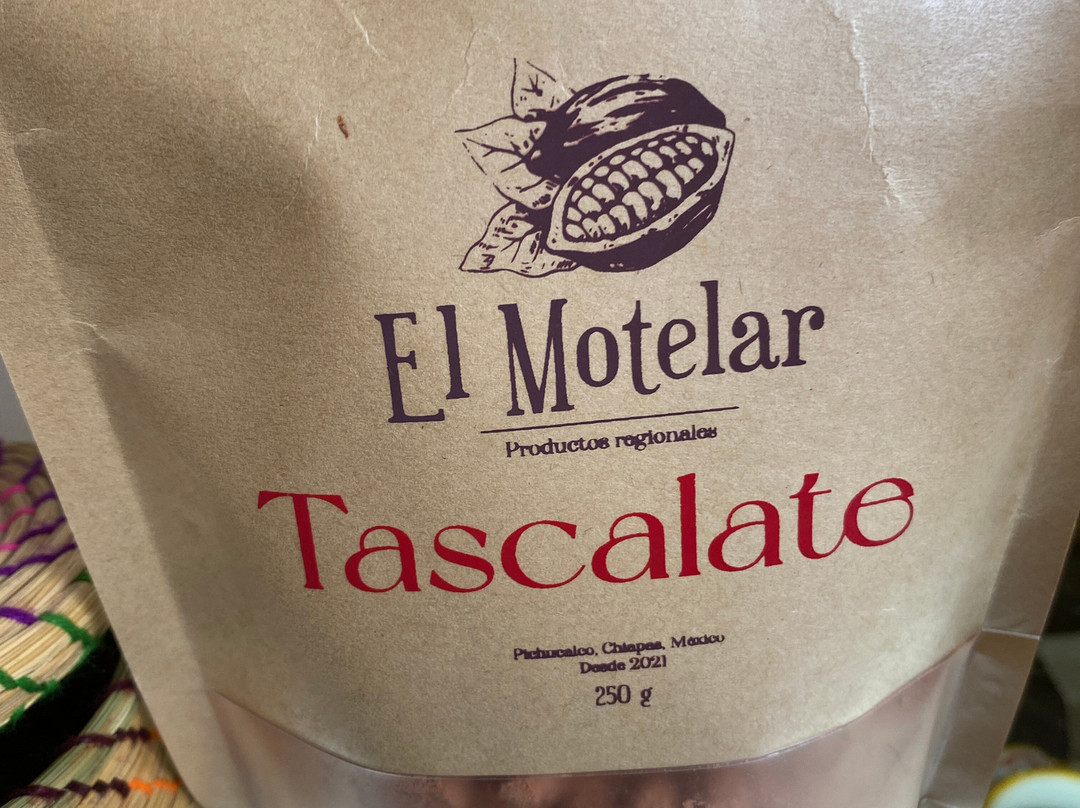 El Motelar
Productos regionales
Tascalate
Pichucalco, Chiapas, México
Desde 2021
250 g